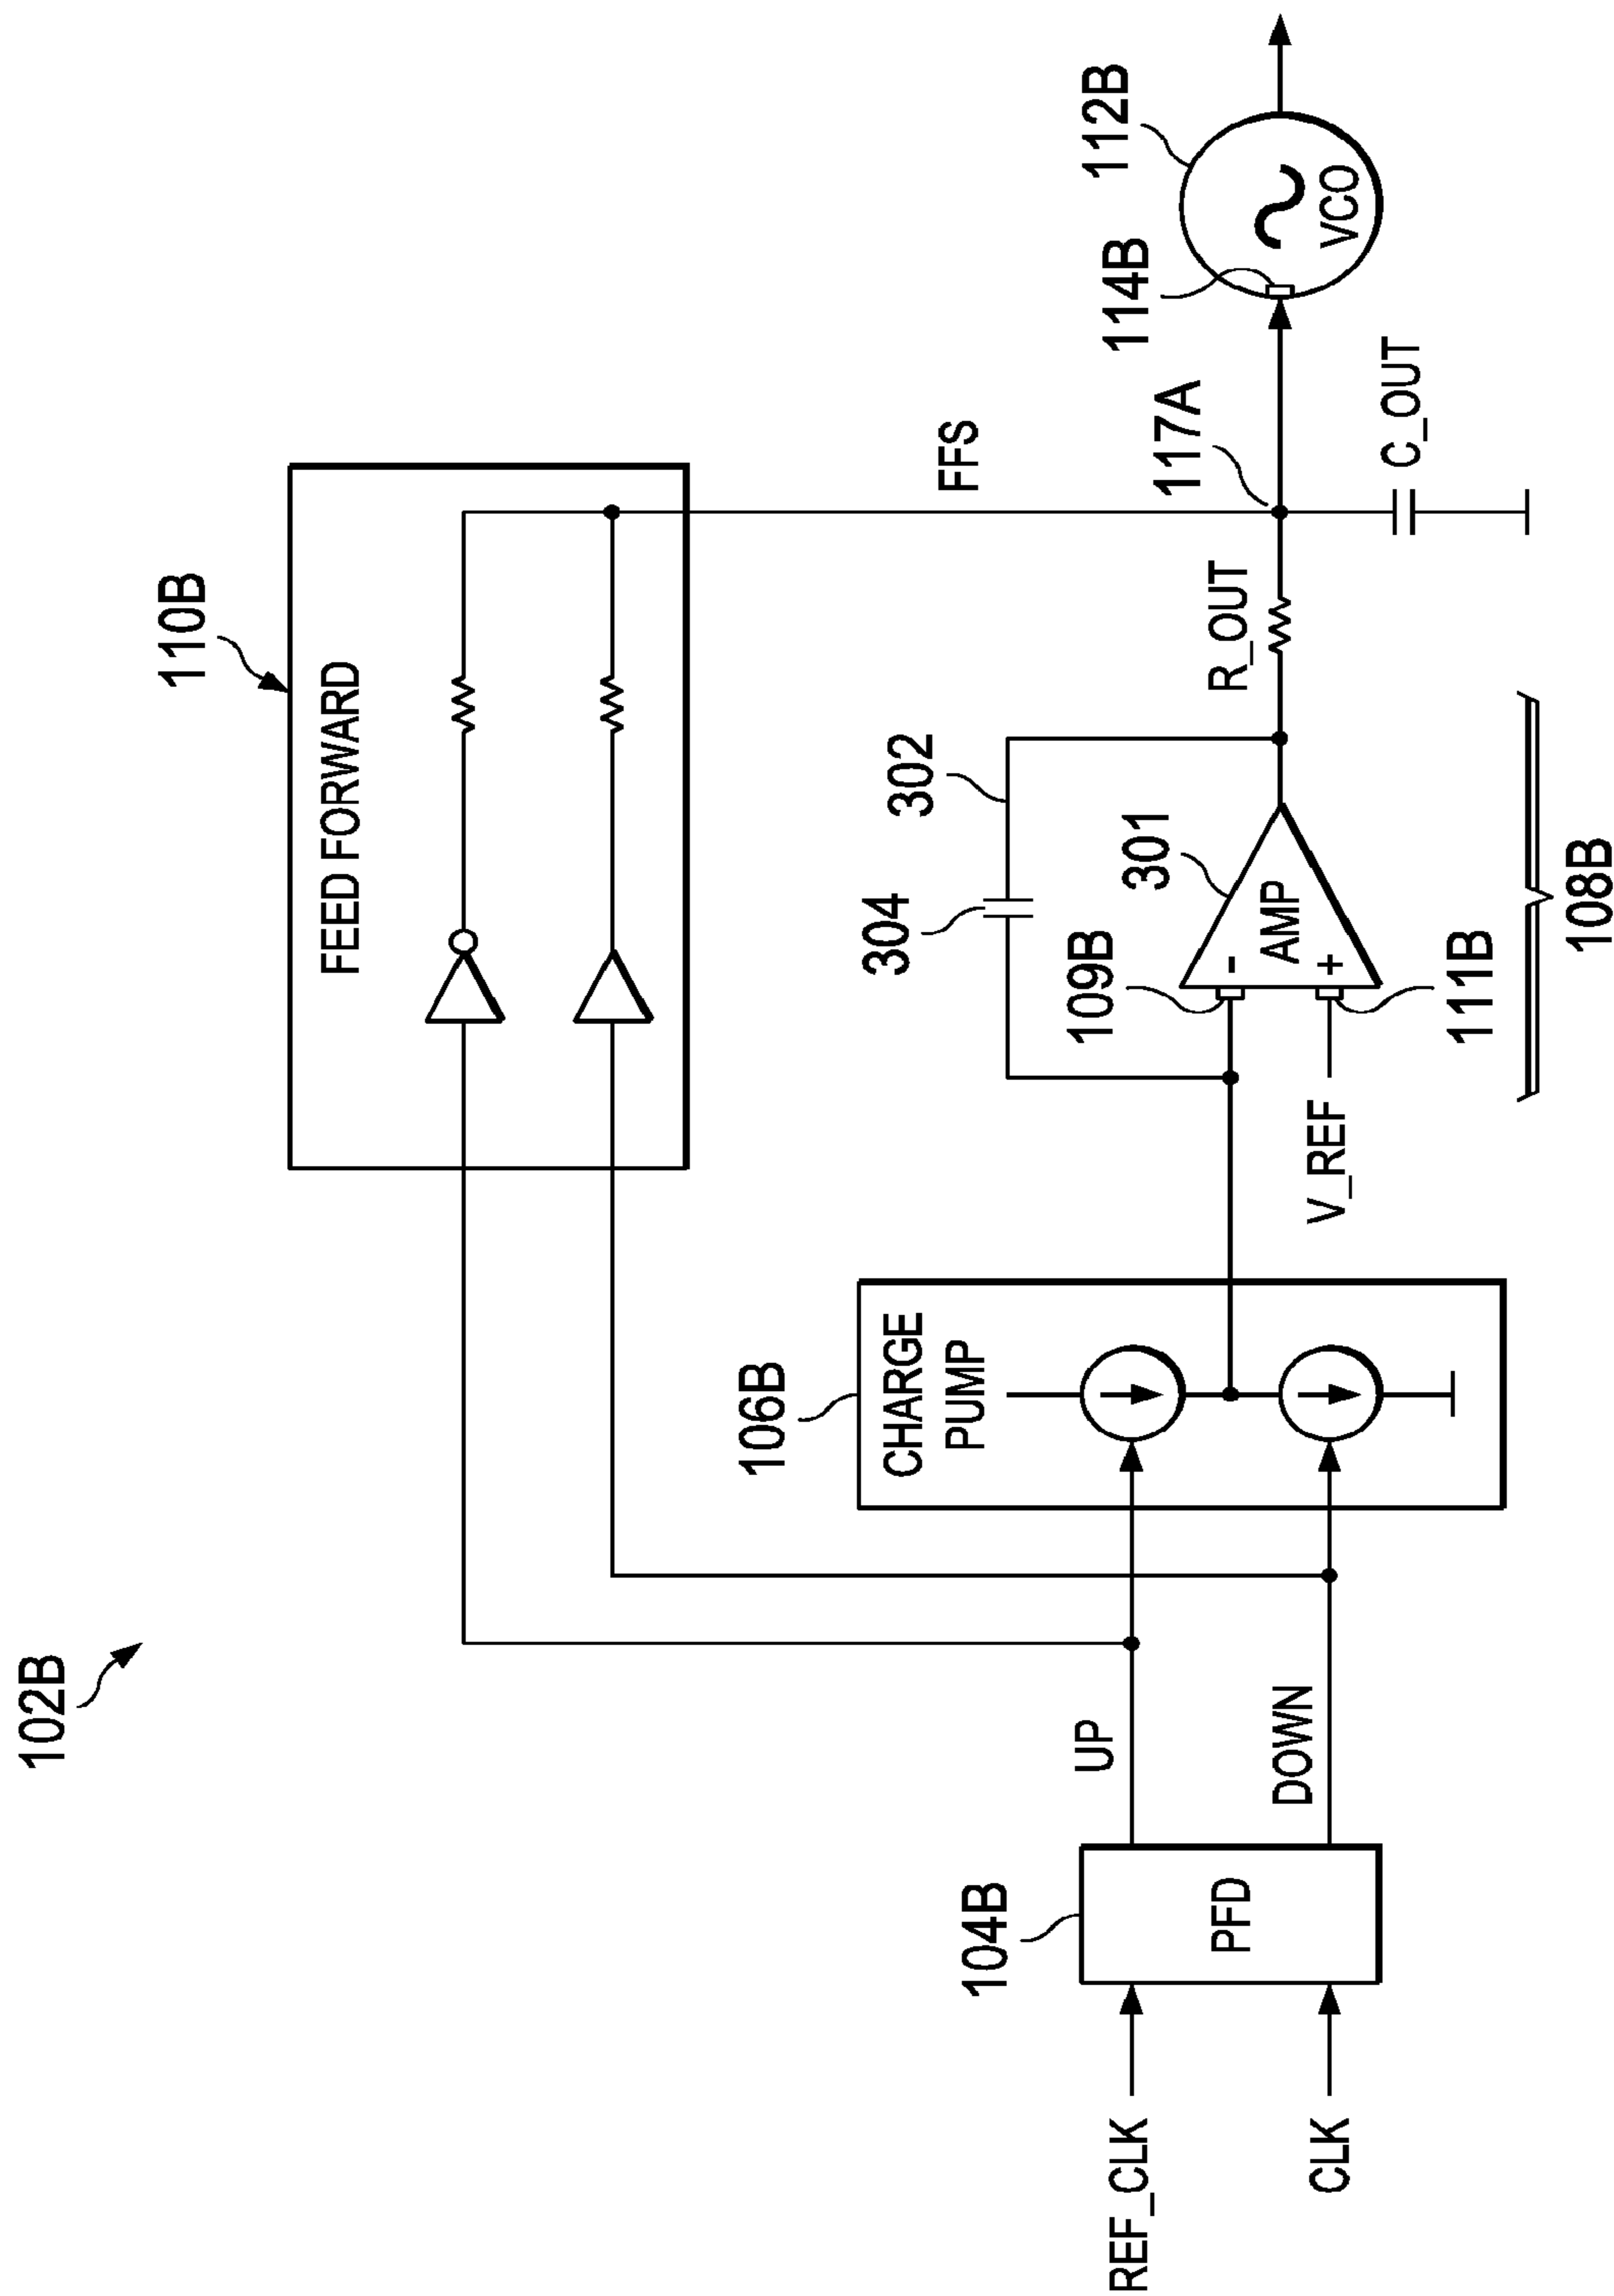 102B
110B
FEED FORWARD
FFS
106B
CHARGE
PUMP
304
302
104B
REF_CLK
CLK
PFD
UP
DOWN
109B
301
-
AMP
+
111B
V_REF
R_OUT
117A
114B
112B
VCO
C_OUT
108B